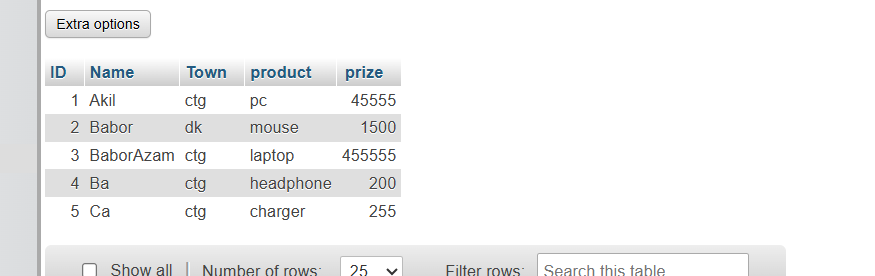 Extra options
ID Name Town product prize
1 Akil ctg pc 45555
2 Babor dk mouse 1500
3 BaborAzam ctg laptop 455555
4 Ba ctg headphone 200
5 Ca ctg charger 255
Show all Number of rows: 25 Filter rows: Search this table